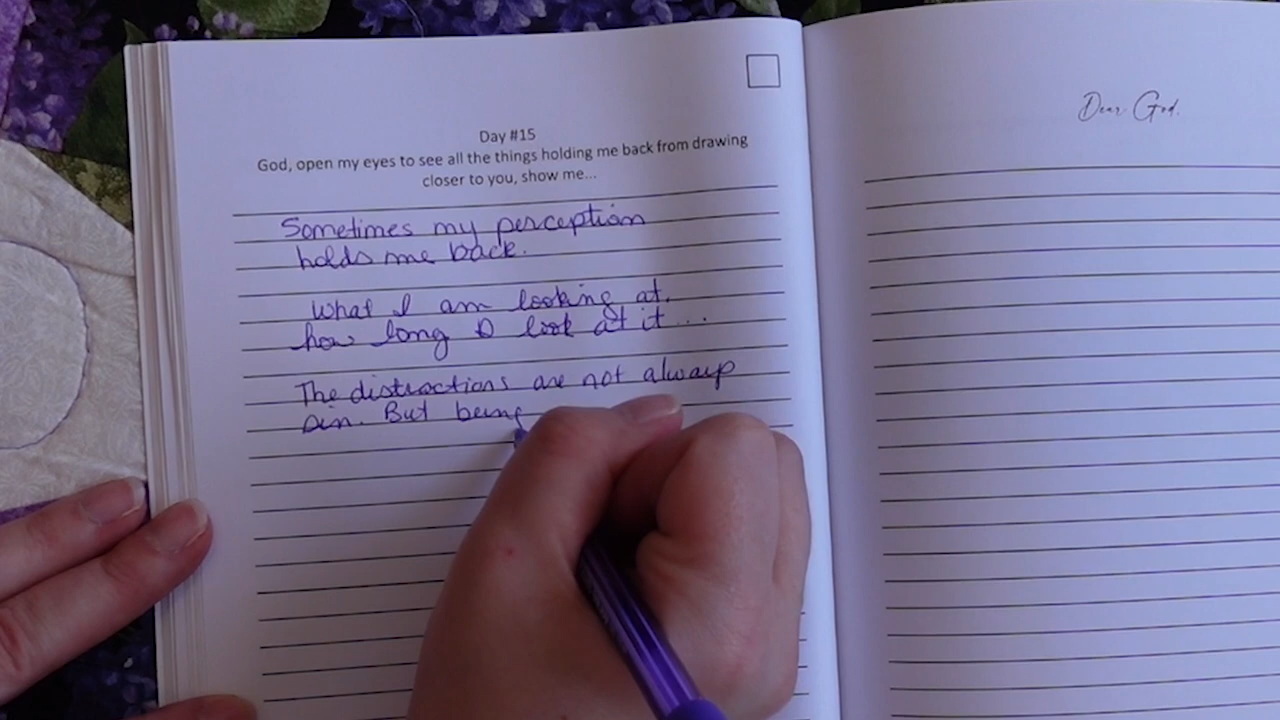 Day #15
God, open my eyes to see all the things holding me back from drawing
closer to you, show me...
Sometimes my perception
holds me back.
What I am looking at.
how long I look at it...
The distractions are not always
sin. But being
Dear God,